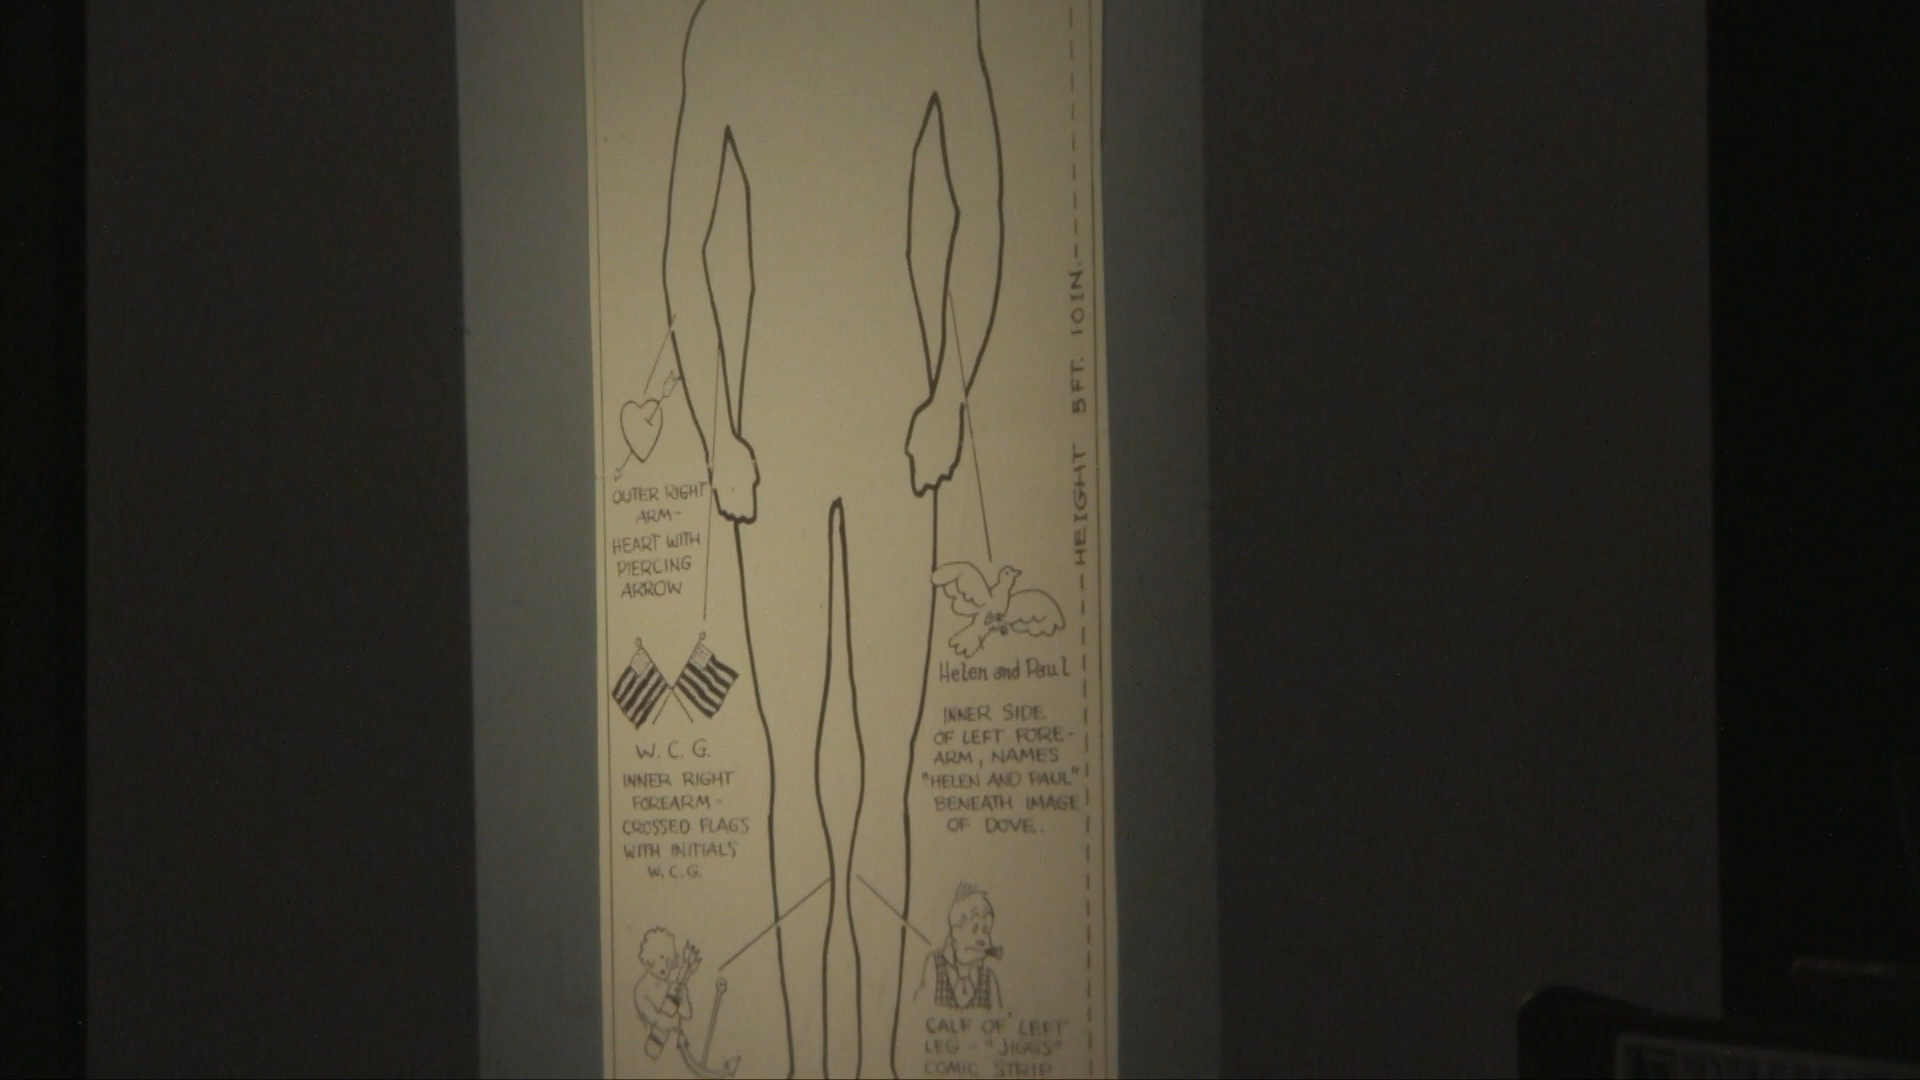 OUTER RIGHT
ARM-
HEART WITH
PIERCING
ARROW
W. C. G.
INNER RIGHT
FOREARM-
CROSSED FLAGS
WITH INITIALS
W.C.G.
HEIGHT 5FT. 10IN.
Helen and Paul
INNER SIDE
OF LEFT FORE-
ARM, NAMES
"HELEN AND PAUL"
BENEATH IMAGE
OF DOVE.
CALF OF LEFT
LEG - "JIGGS"
COMIC STRIP